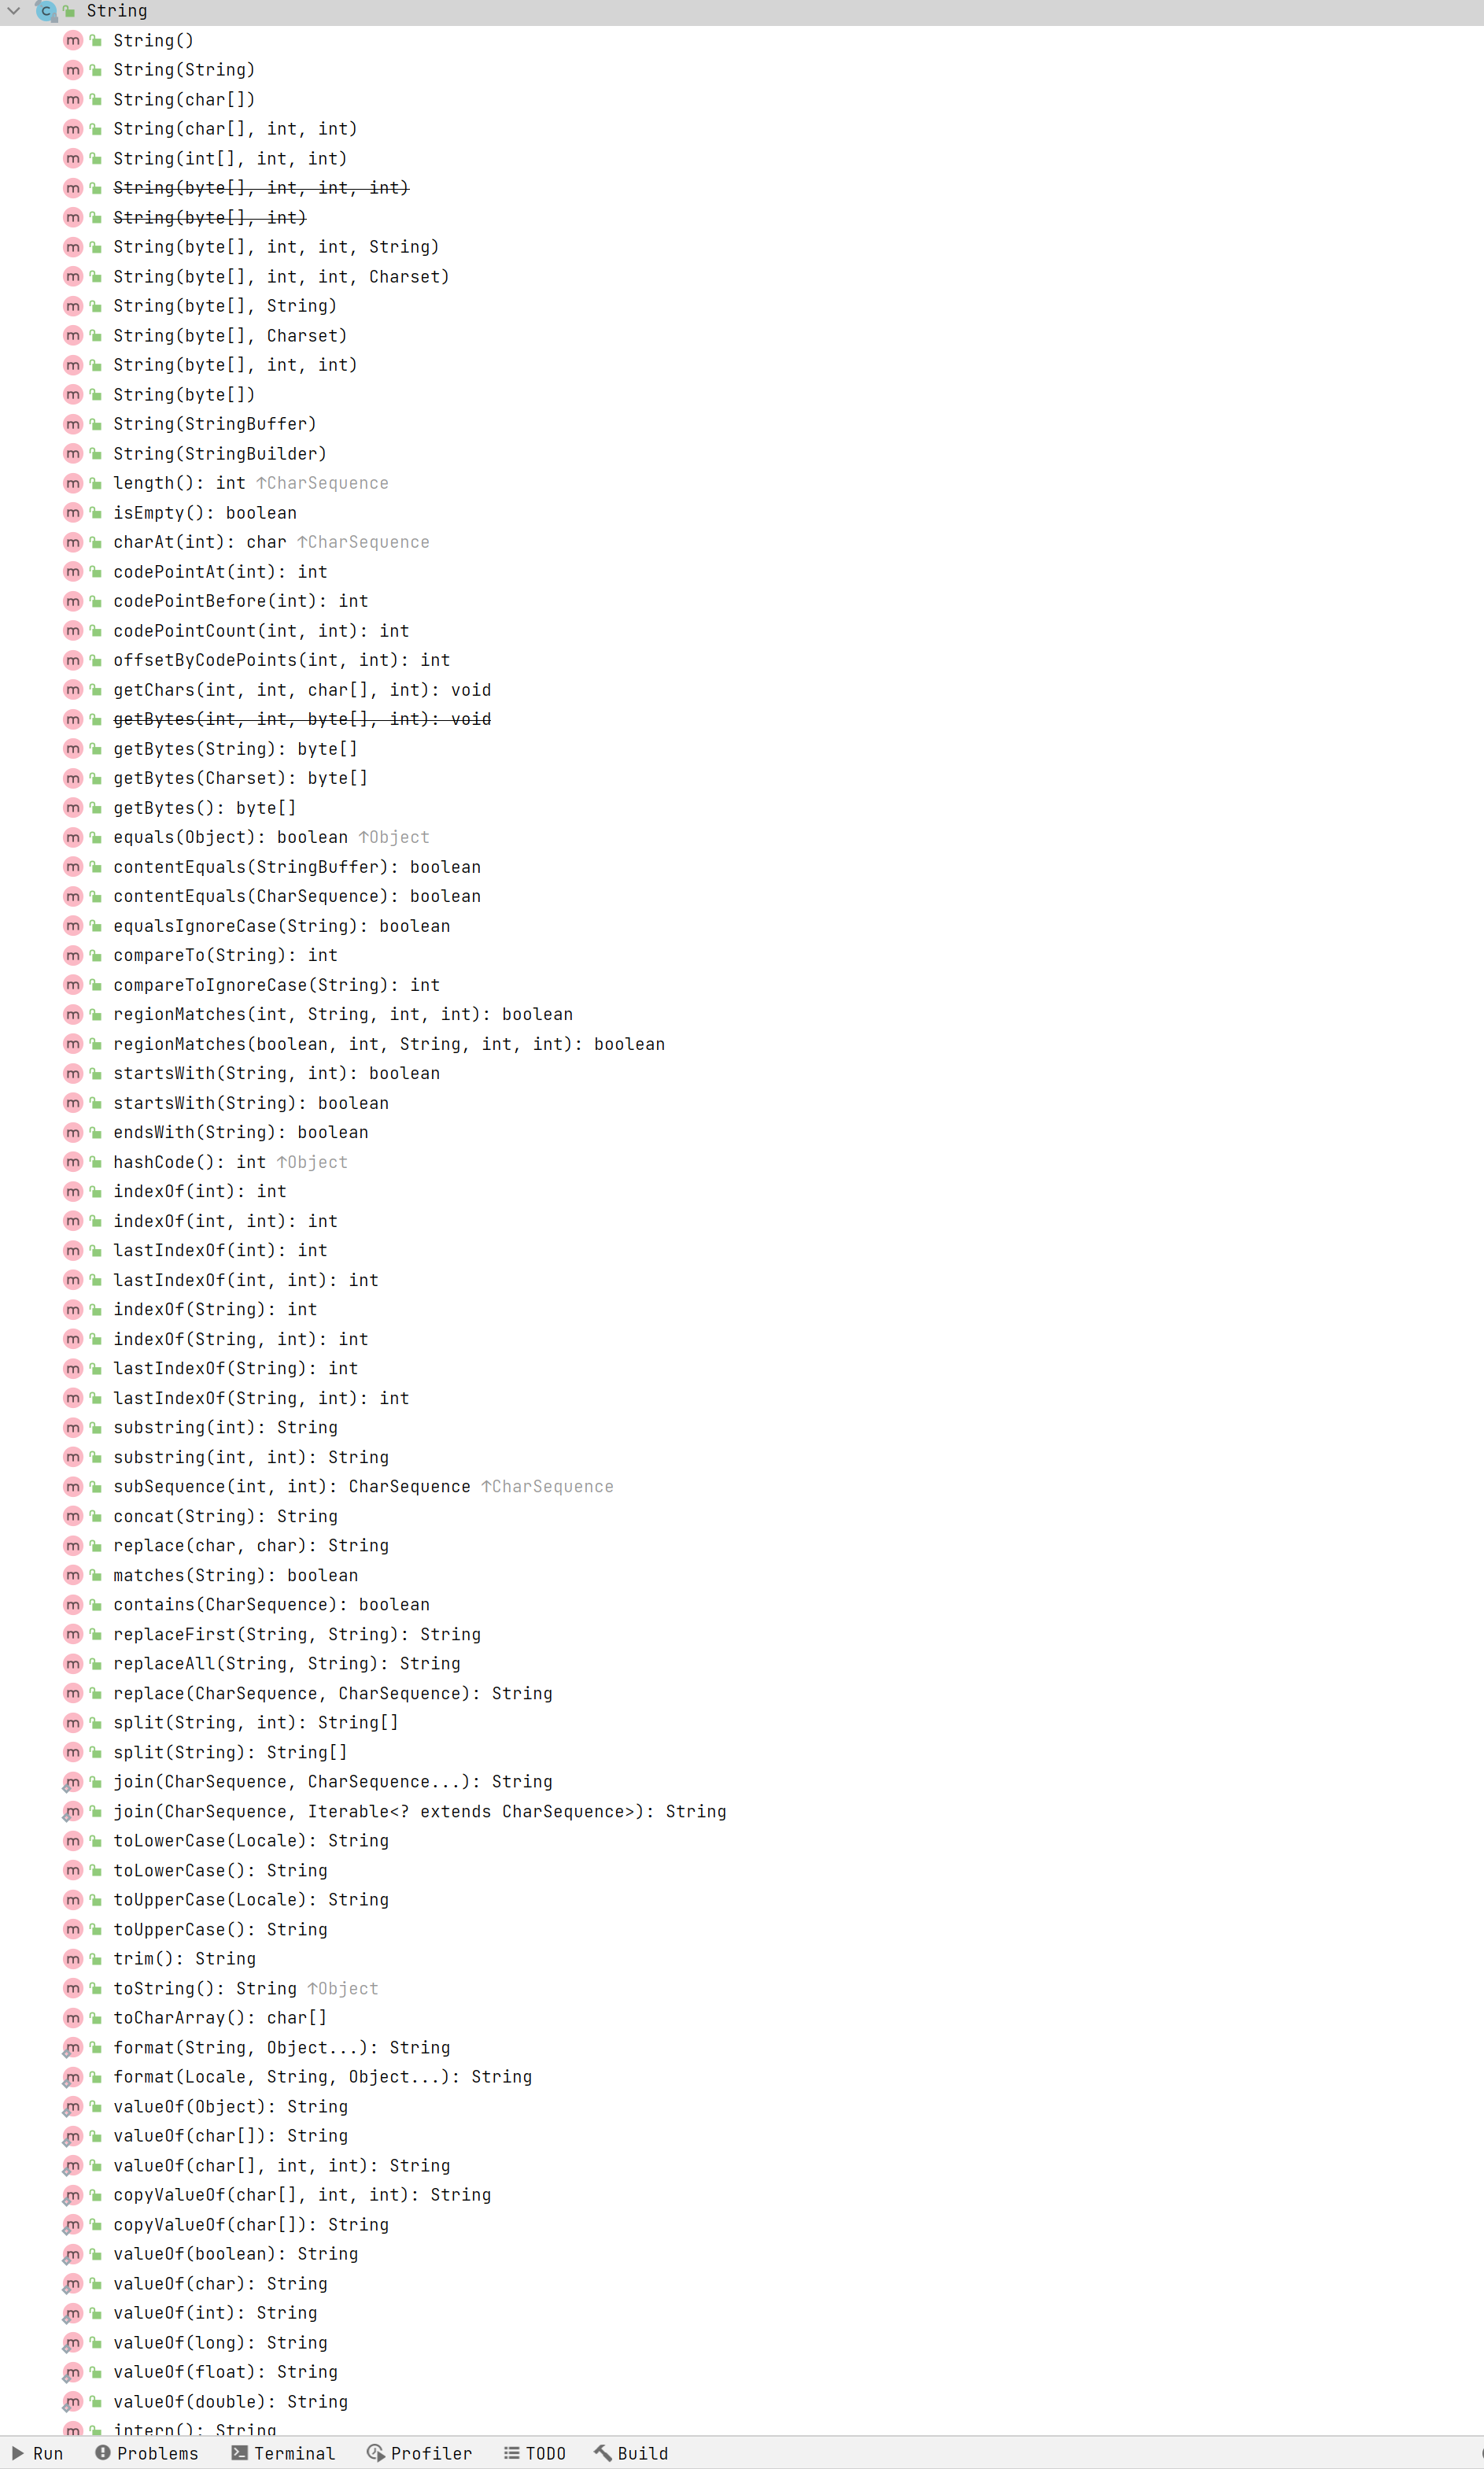 String
String()
String(String)
String(char[])
String(char[], int, int)
String(int[], int, int)
String(byte[], int, int, int)
String(byte[], int)
String(byte[], int, int, String)
String(byte[], int, int, Charset)
String(byte[], String)
String(byte[], Charset)
String(byte[], int, int)
String(byte[])
String(StringBuffer)
String(StringBuilder)
length(): int ↑CharSequence
isEmpty(): boolean
charAt(int): char ↑CharSequence
codePointAt(int): int
codePointBefore(int): int
codePointCount(int, int): int
offsetByCodePoints(int, int): int
getChars(int, int, char[], int): void
getBytes(int, int, byte[], int): void
getBytes(String): byte[]
getBytes(Charset): byte[]
getBytes(): byte[]
equals(Object): boolean ↑Object
contentEquals(StringBuffer): boolean
contentEquals(CharSequence): boolean
equalsIgnoreCase(String): boolean
compareTo(String): int
compareToIgnoreCase(String): int
regionMatches(int, String, int, int): boolean
regionMatches(boolean, int, String, int, int): boolean
startsWith(String, int): boolean
startsWith(String): boolean
endsWith(String): boolean
hashCode(): int ↑Object
indexOf(int): int
indexOf(int, int): int
lastIndexOf(int): int
lastIndexOf(int, int): int
indexOf(String): int
indexOf(String, int): int
lastIndexOf(String): int
lastIndexOf(String, int): int
substring(int): String
substring(int, int): String
subSequence(int, int): CharSequence ↑CharSequence
concat(String): String
replace(char, char): String
matches(String): boolean
contains(CharSequence): boolean
replaceFirst(String, String): String
replaceAll(String, String): String
replace(CharSequence, CharSequence): String
split(String, int): String[]
split(String): String[]
join(CharSequence, CharSequence...): String
join(CharSequence, Iterable<? extends CharSequence>): String
toLowerCase(Locale): String
toLowerCase(): String
toUpperCase(Locale): String
toUpperCase(): String
trim(): String
toString(): String ↑Object
toCharArray(): char[]
format(String, Object...): String
format(Locale, String, Object...): String
valueOf(Object): String
valueOf(char[]): String
valueOf(char[], int, int): String
copyValueOf(char[], int, int): String
copyValueOf(char[]): String
valueOf(boolean): String
valueOf(char): String
valueOf(int): String
valueOf(long): String
valueOf(float): String
valueOf(double): String
intern(): String
Run Problems Terminal Profiler TODO Build